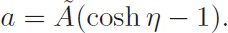 a = Ã(cosh η − 1).